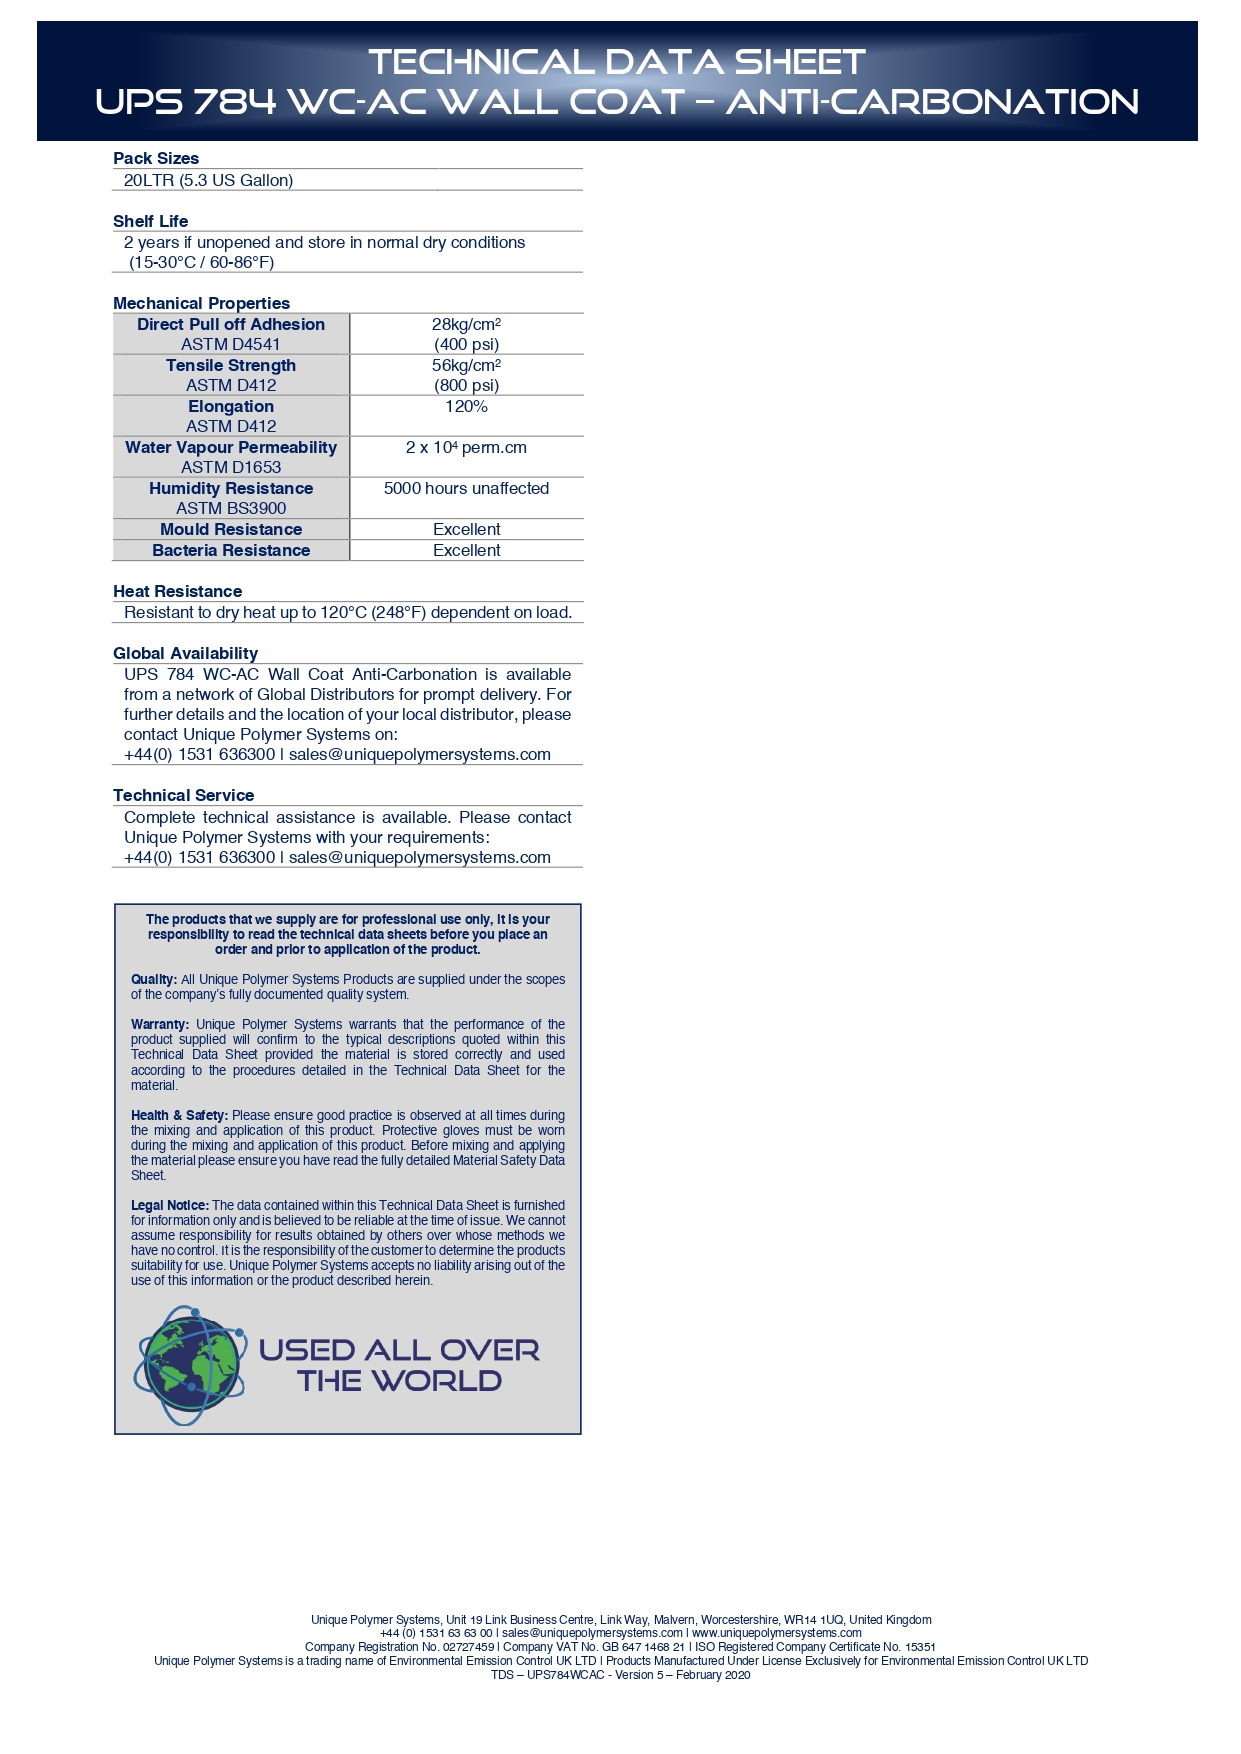 TECHNICAL DATA SHEET
UPS 784 WC-AC WALL COAT – ANTI-CARBONATION
Pack Sizes
20LTR (5.3 US Gallon)
Shelf Life
2 years if unopened and store in normal dry conditions
(15-30°C / 60-86°F)
Mechanical Properties
Direct Pull off Adhesion 28kg/cm²
ASTM D4541 (400 psi)
Tensile Strength 56kg/cm²
ASTM D412 (800 psi)
Elongation 120%
ASTM D412
Water Vapour Permeability 2 x 10⁴ perm.cm
ASTM D1653
Humidity Resistance 5000 hours unaffected
ASTM BS3900
Mould Resistance Excellent
Bacteria Resistance Excellent
Heat Resistance
Resistant to dry heat up to 120°C (248°F) dependent on load.
Global Availability
UPS 784 WC-AC Wall Coat Anti-Carbonation is available
from a network of Global Distributors for prompt delivery. For
further details and the location of your local distributor, please
contact Unique Polymer Systems on:
+44(0) 1531 636300 | sales@uniquepolymersystems.com
Technical Service
Complete technical assistance is available. Please contact
Unique Polymer Systems with your requirements:
+44(0) 1531 636300 | sales@uniquepolymersystems.com
The products that we supply are for professional use only, it is your
responsibility to read the technical data sheets before you place an
order and prior to application of the product.
Quality: All Unique Polymer Systems Products are supplied under the scopes
of the company's fully documented quality system.
Warranty: Unique Polymer Systems warrants that the performance of the
product supplied will confirm to the typical descriptions quoted within this
Technical Data Sheet provided the material is stored correctly and used
according to the procedures detailed in the Technical Data Sheet for the
material.
Health & Safety: Please ensure good practice is observed at all times during
the mixing and application of this product. Protective gloves must be worn
during the mixing and application of this product. Before mixing and applying
the material please ensure you have read the fully detailed Material Safety Data
Sheet.
Legal Notice: The data contained within this Technical Data Sheet is furnished
for information only and is believed to be reliable at the time of issue. We cannot
assume responsibility for results obtained by others over whose methods we
have no control. It is the responsibility of the customer to determine the products
suitability for use. Unique Polymer Systems accepts no liability arising out of the
use of this information or the product described herein.
USED ALL OVER
THE WORLD
Unique Polymer Systems, Unit 19 Link Business Centre, Link Way, Malvern, Worcestershire, WR14 1UQ, United Kingdom
+44 (0) 1531 63 63 00 | sales@uniquepolymersystems.com | www.uniquepolymersystems.com
Company Registration No. 02727459 | Company VAT No. GB 647 1468 21 | ISO Registered Company Certificate No. 15351
Unique Polymer Systems is a trading name of Environmental Emission Control UK LTD | Products Manufactured Under License Exclusively for Environmental Emission Control UK LTD
TDS – UPS784WCAC - Version 5 – February 2020